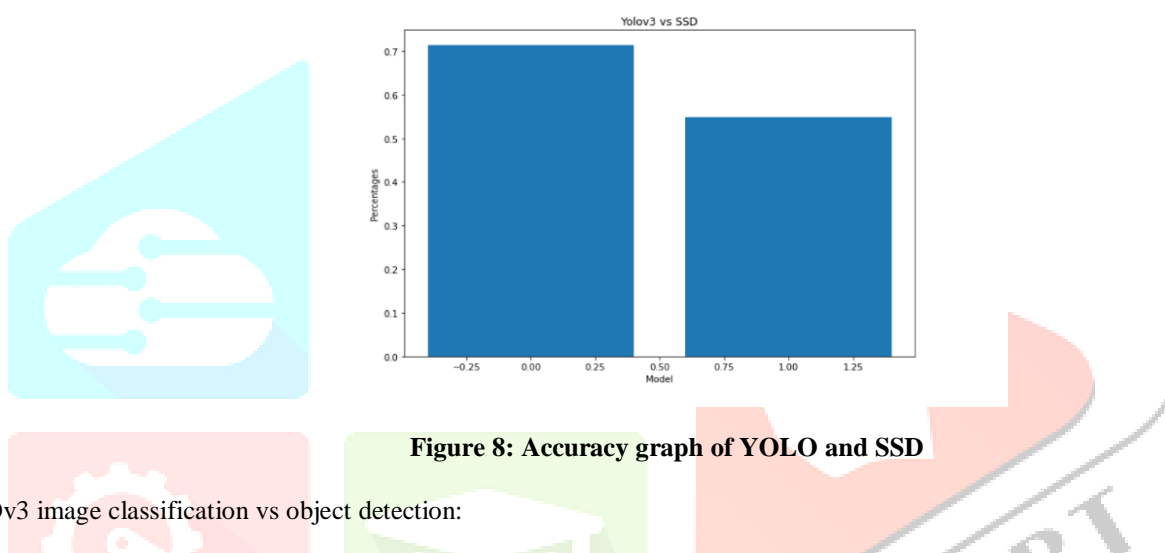 Yolov3 vs SSD
0.7
0.6
0.5
0.4
0.3
0.2
0.1
0.0
Percentages
−0.25 0.00 0.25 0.50 0.75 1.00 1.25
Model
Figure 8: Accuracy graph of YOLO and SSD
v3 image classification vs object detection: